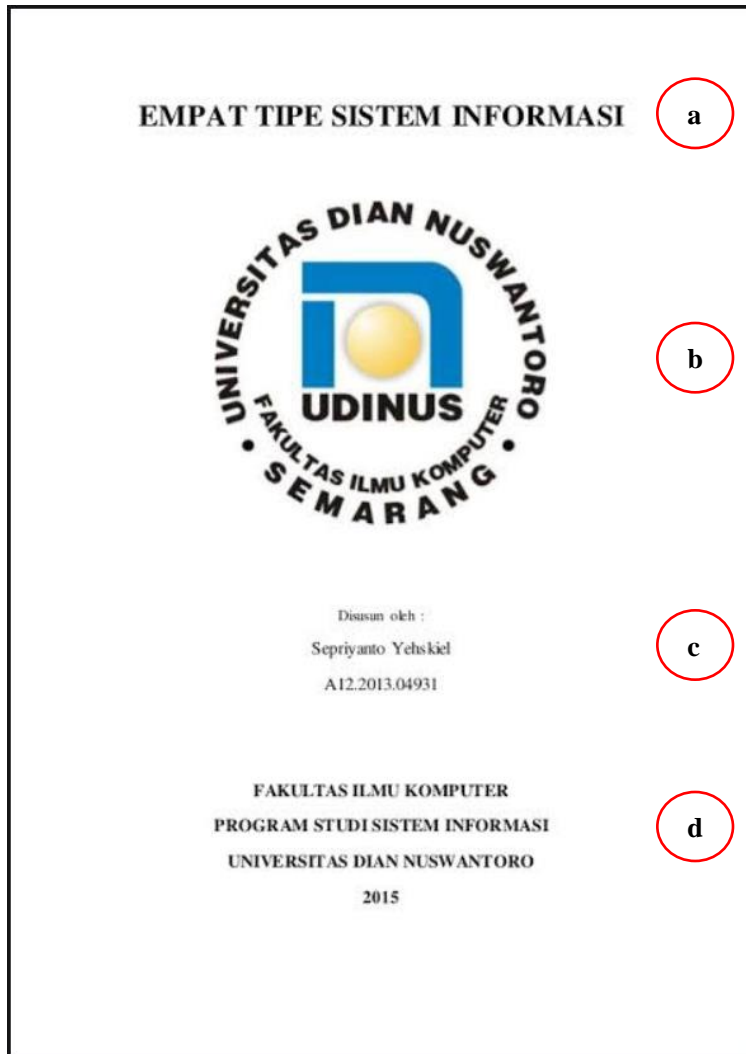 EMPAT TIPE SISTEM INFORMASI
a
UNIVERSITAS DIAN NUSWANTORO
UDINUS
FAKULTAS ILMU KOMPUTER
• SEMARANG •
b
Disusun oleh :
Sepriyanto Yehskiel
A12.2013.04931
c
FAKULTAS ILMU KOMPUTER
PROGRAM STUDI SISTEM INFORMASI
UNIVERSITAS DIAN NUSWANTORO
2015
d